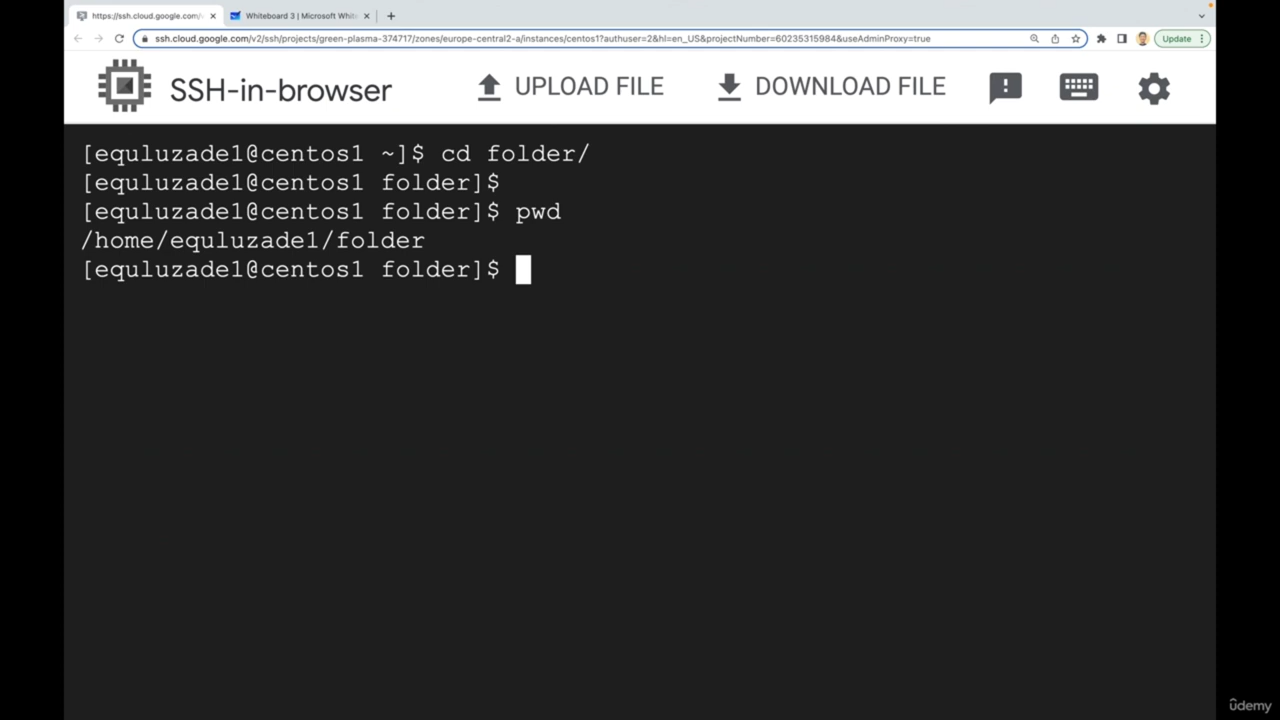 https://ssh.cloud.google.com/v
Whiteboard 3 | Microsoft White
ssh.cloud.google.com/v2/ssh/projects/green-plasma-374717/zones/europe-central2-a/instances/centos1?authuser=2&hl=en_US&projectNumber=60235315984&useAdminProxy=true
Update
SSH-in-browser
UPLOAD FILE
DOWNLOAD FILE
[equluzade1@centos1 ~]$ cd folder/
[equluzade1@centos1 folder]$
[equluzade1@centos1 folder]$ pwd
/home/equluzade1/folder
[equluzade1@centos1 folder]$
ûdemy